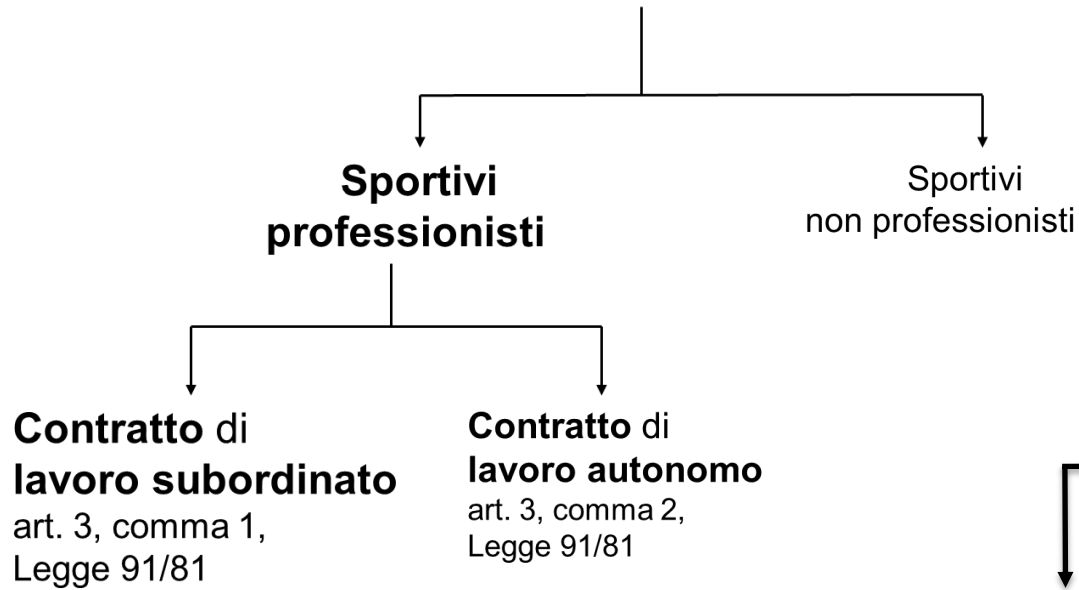 Sportivi
professionisti
Sportivi
non professionisti
Contratto di
lavoro subordinato
art. 3, comma 1,
Legge 91/81
Contratto di
lavoro autonomo
art. 3, comma 2,
Legge 91/81